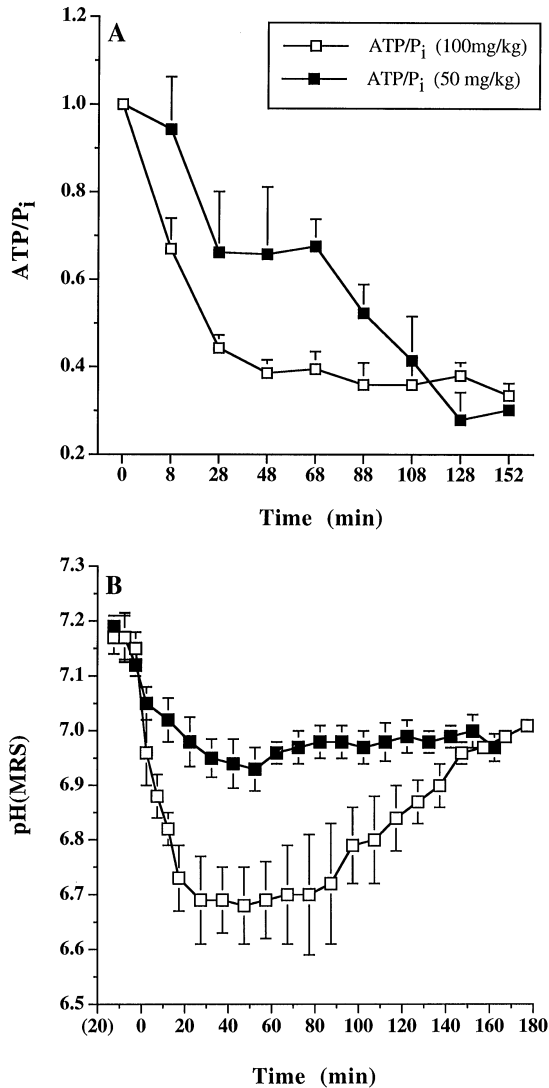 A
ATP/Pi (100mg/kg)
ATP/Pi (50 mg/kg)
1.2
1.0
0.8
0.6
0.4
0.2
ATP/Pi
0 8 28 48 68 88 108 128 152
Time (min)
B
7.3
7.2
7.1
7.0
6.9
6.8
6.7
6.6
6.5
pH(MRS)
(20) 0 20 40 60 80 100 120 140 160 180
Time (min)